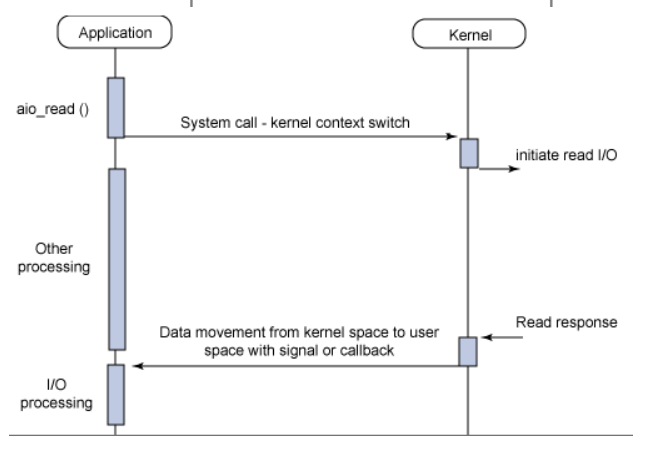 Application
Kernel
aio_read ()
System call - kernel context switch
initiate read I/O
Other
processing
Read response
Data movement from kernel space to user
space with signal or callback
I/O
processing